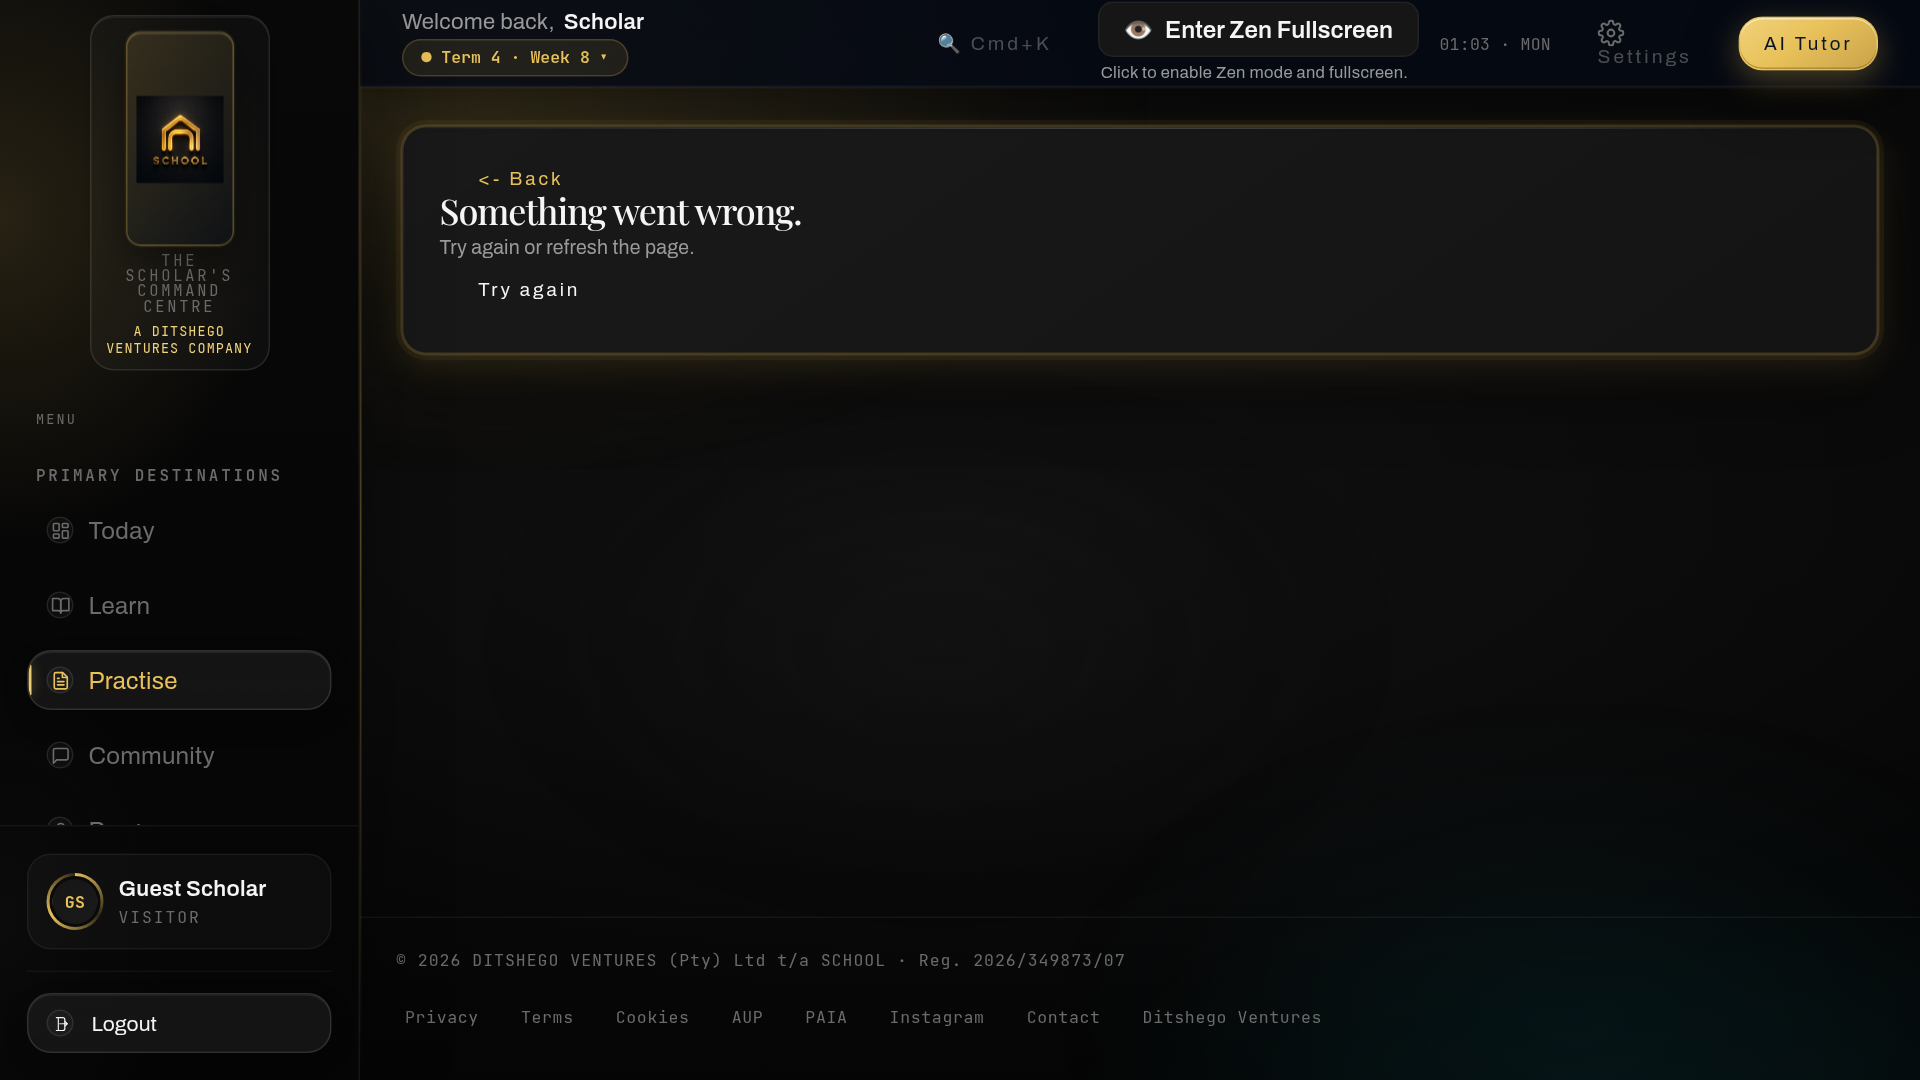 SCHOOL
THE
SCHOLAR'S
COMMAND
CENTRE
A DITSHEGO
VENTURES COMPANY
MENU
PRIMARY DESTINATIONS
Today
Learn
Practise
Community
GS
Guest Scholar
VISITOR
Logout
Welcome back, Scholar
Term 4 · Week 8 ▾
Cmd+K
Enter Zen Fullscreen
Click to enable Zen mode and fullscreen.
01:03 · MON
Settings
AI Tutor
<- Back
Something went wrong.
Try again or refresh the page.
Try again
© 2026 DITSHEGO VENTURES (Pty) Ltd t/a SCHOOL · Reg. 2026/349873/07
Privacy Terms Cookies AUP PAIA Instagram Contact Ditshego Ventures